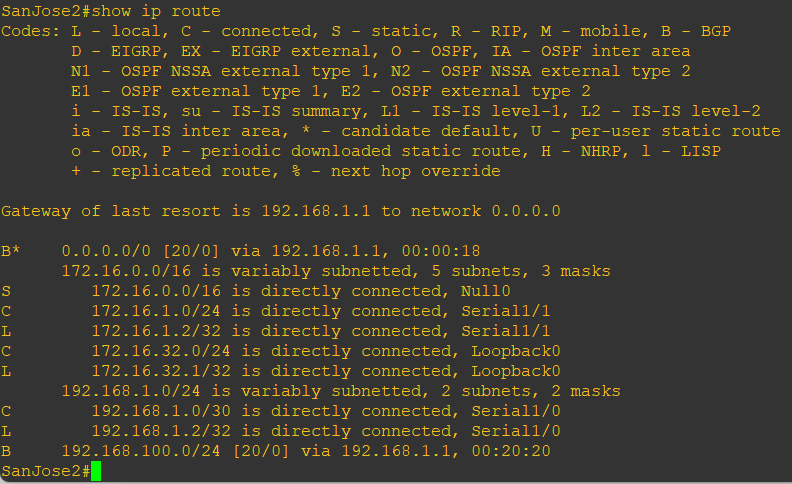 SanJose2#show ip route
Codes: L - local, C - connected, S - static, R - RIP, M - mobile, B - BGP
       D - EIGRP, EX - EIGRP external, O - OSPF, IA - OSPF inter area
       N1 - OSPF NSSA external type 1, N2 - OSPF NSSA external type 2
       E1 - OSPF external type 1, E2 - OSPF external type 2
       i - IS-IS, su - IS-IS summary, L1 - IS-IS level-1, L2 - IS-IS level-2
       ia - IS-IS inter area, * - candidate default, U - per-user static route
       o - ODR, P - periodic downloaded static route, H - NHRP, l - LISP
       + - replicated route, % - next hop override
Gateway of last resort is 192.168.1.1 to network 0.0.0.0
B*    0.0.0.0/0 [20/0] via 192.168.1.1, 00:00:18
      172.16.0.0/16 is variably subnetted, 5 subnets, 3 masks
S        172.16.0.0/16 is directly connected, Null0
C        172.16.1.0/24 is directly connected, Serial1/1
L        172.16.1.2/32 is directly connected, Serial1/1
C        172.16.32.0/24 is directly connected, Loopback0
L        172.16.32.1/32 is directly connected, Loopback0
      192.168.1.0/24 is variably subnetted, 2 subnets, 2 masks
C        192.168.1.0/30 is directly connected, Serial1/0
L        192.168.1.2/32 is directly connected, Serial1/0
B     192.168.100.0/24 [20/0] via 192.168.1.1, 00:20:20
SanJose2#